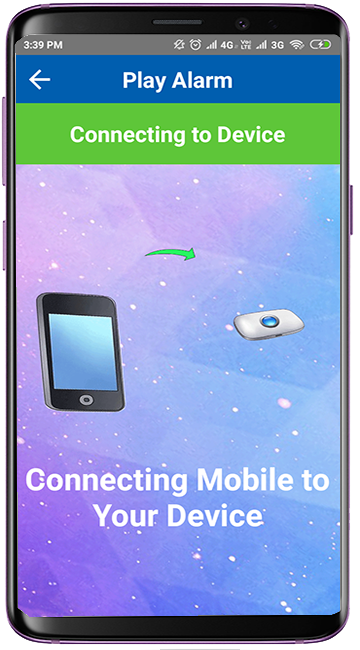 3:39 PM 4G Vo LTE 3G
Play Alarm
Connecting to Device
Connecting Mobile to
Your Device